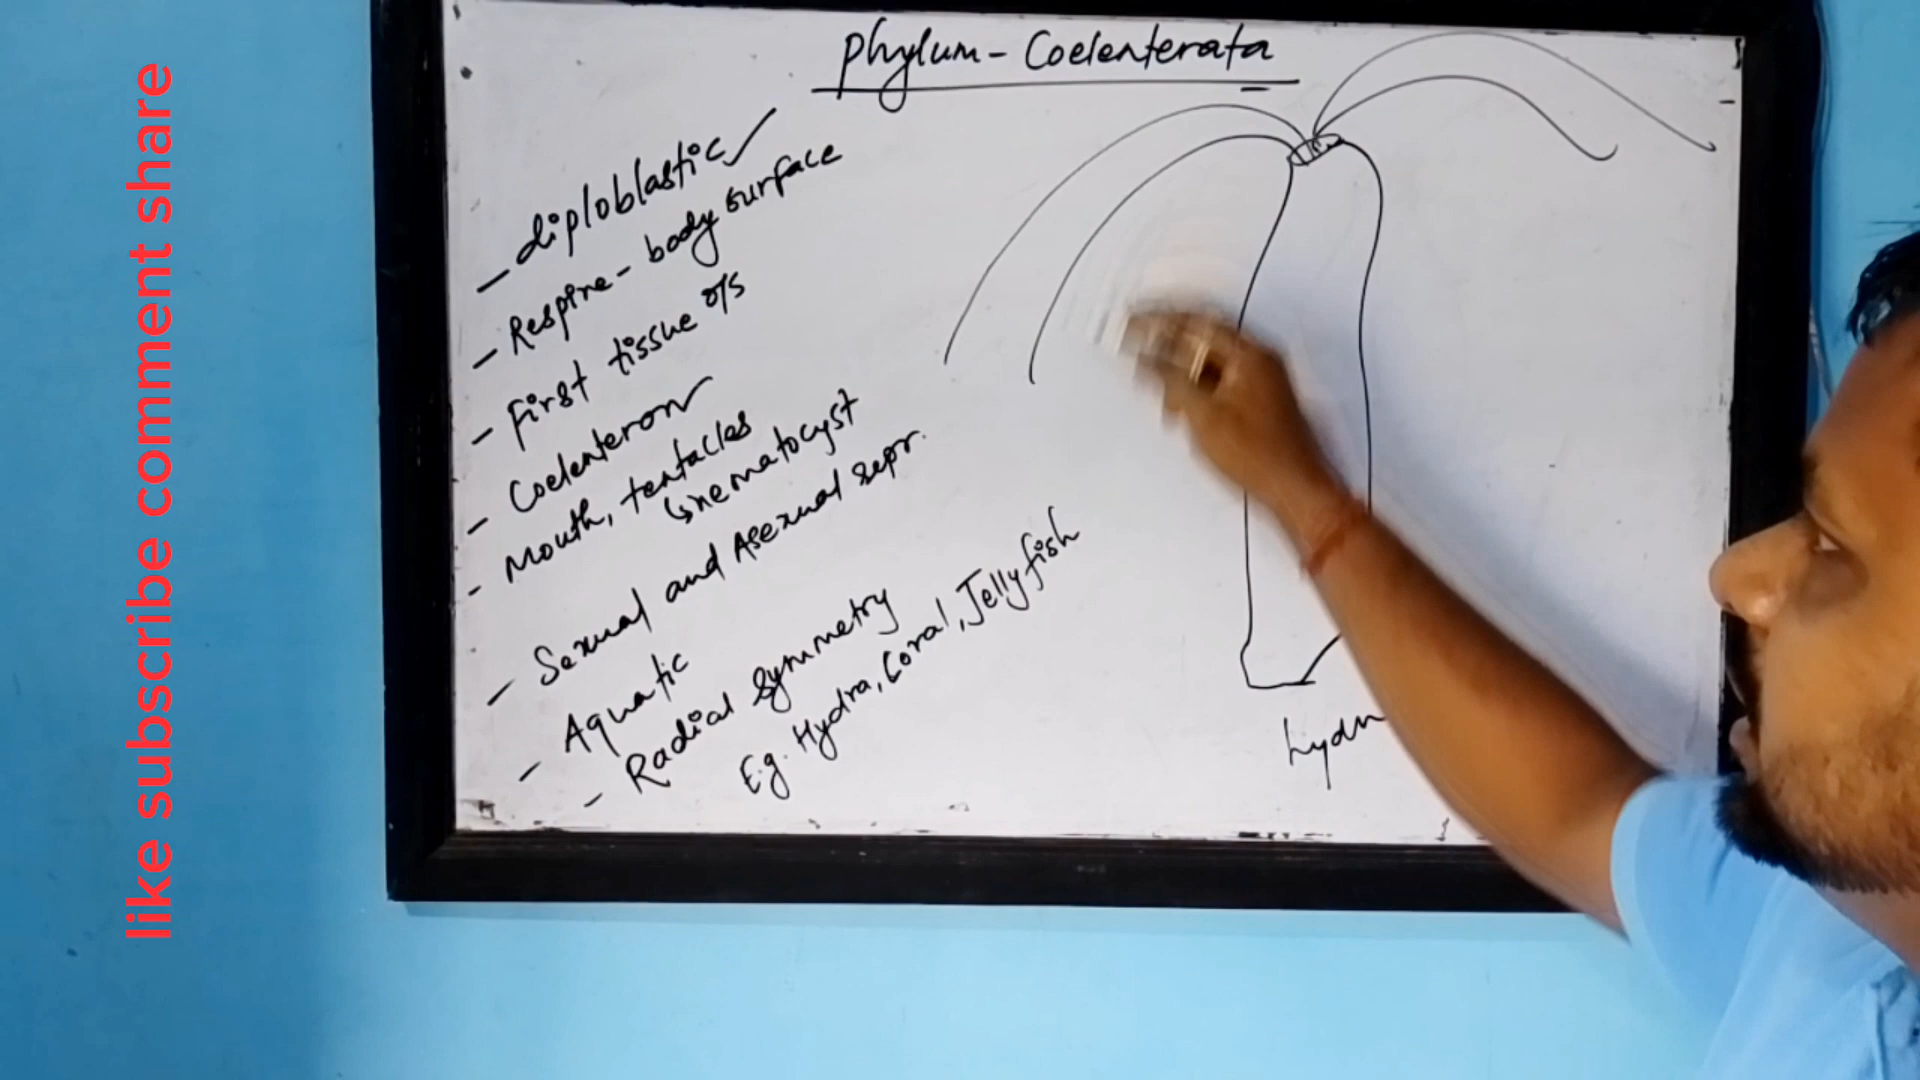 Phylum - Coelenterata
- diploblastic ✓
- Respire - body surface
- First tissue o/s
- Coelenteron
- Mouth, tentacles
↳ nematocyst
- Sexual and Asexual repr.
- Aquatic
- Radial symmetry
E.g. Hydra, Coral, Jellyfish
like subscribe comment share